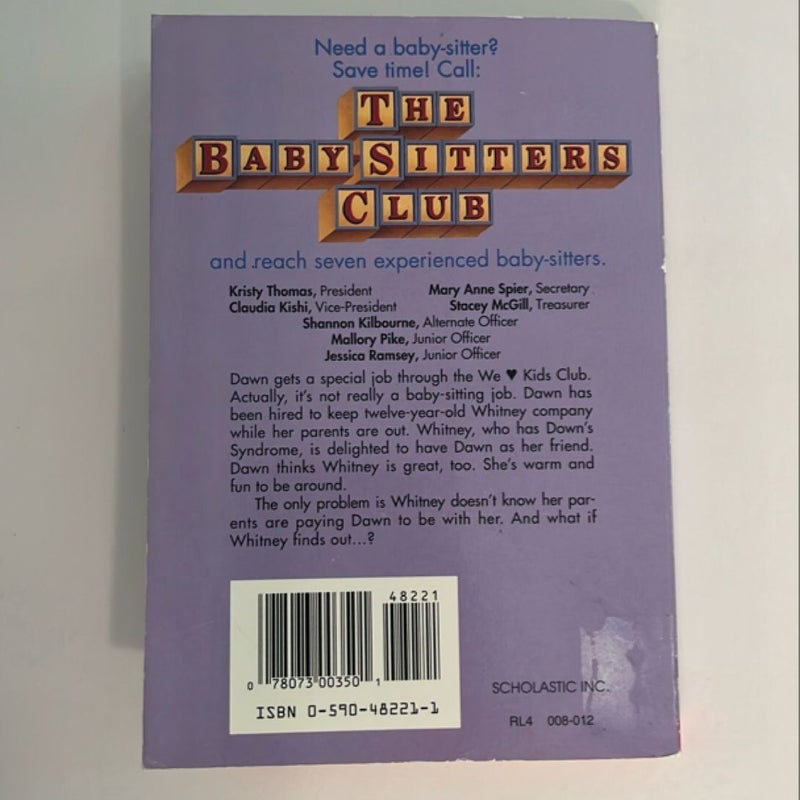 Need a baby-sitter?
Save time! Call:
THE
BABY-SITTERS
CLUB
and reach seven experienced baby-sitters.
Kristy Thomas, President Mary Anne Spier, Secretary
Claudia Kishi, Vice-President Stacey McGill, Treasurer
Shannon Kilbourne, Alternate Officer
Mallory Pike, Junior Officer
Jessica Ramsey, Junior Officer
Dawn gets a special job through the We ♥ Kids Club.
Actually, it's not really a baby-sitting job. Dawn has
been hired to keep twelve-year-old Whitney company
while her parents are out. Whitney, who has Down's
Syndrome, is delighted to have Dawn as her friend.
Dawn thinks Whitney is great, too. She's warm and
fun to be around.
The only problem is Whitney doesn't know her par-
ents are paying Dawn to be with her. And what if
Whitney finds out...?
48221
0 78073 00350 1
ISBN 0-590-48221-1
SCHOLASTIC INC.
RL4 008-012